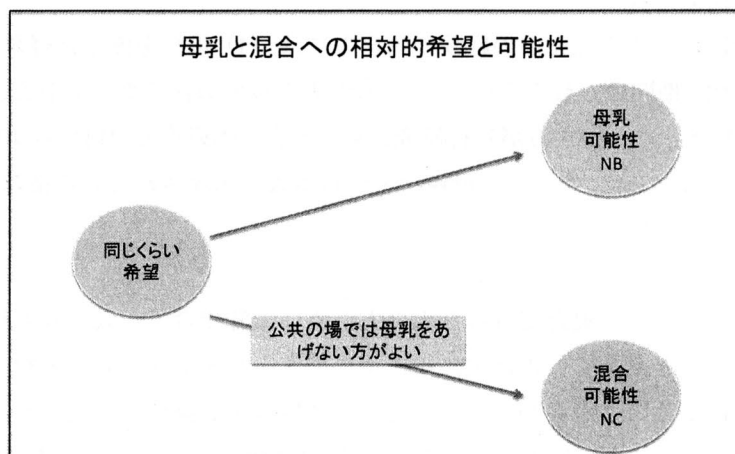 母乳と混合への相対的希望と可能性
母乳
可能性
NB
同じくらい
希望
公共の場では母乳をあ
げない方がよい
混合
可能性
NC